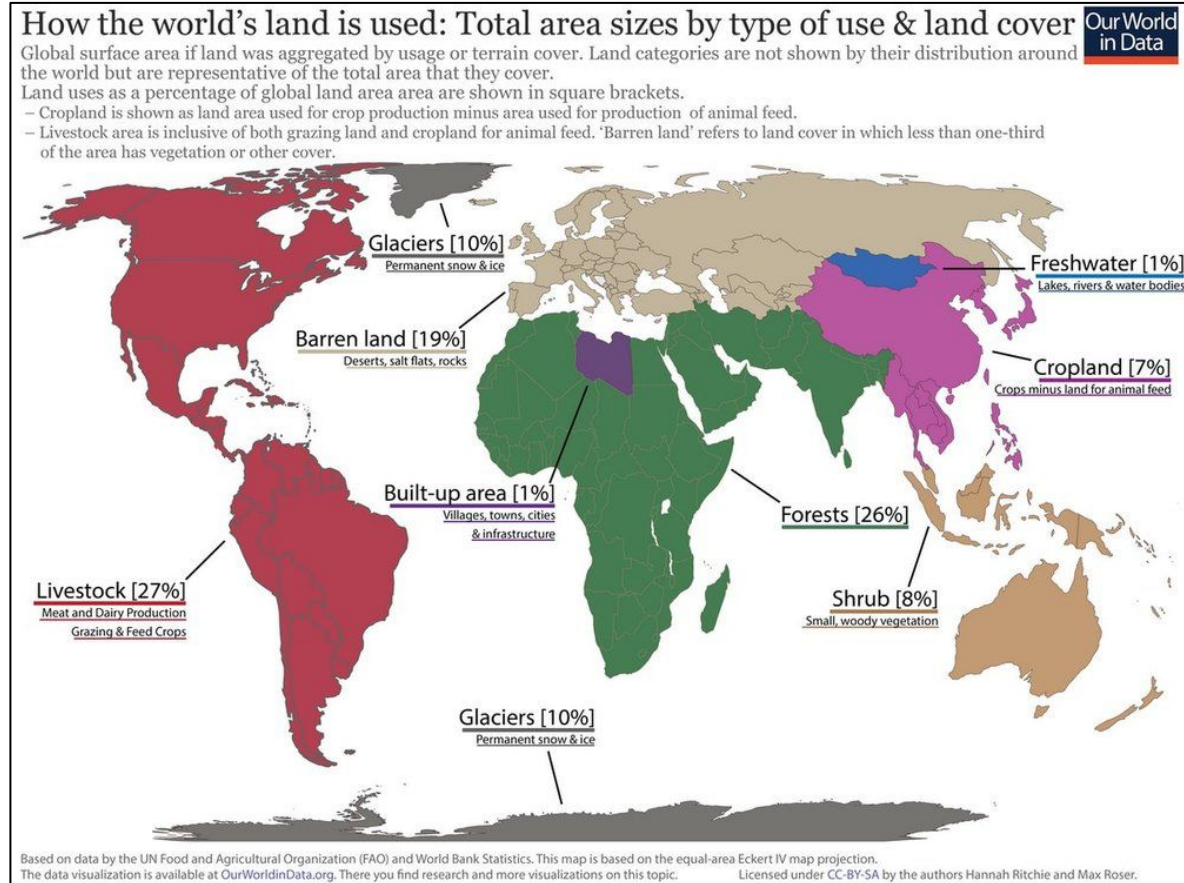 How the world's land is used: Total area sizes by type of use & land cover
Our World
in Data
Global surface area if land was aggregated by usage or terrain cover. Land categories are not shown by their distribution around
the world but are representative of the total area that they cover.
Land uses as a percentage of global land area area are shown in square brackets.
– Cropland is shown as land area used for crop production minus area used for production of animal feed.
– Livestock area is inclusive of both grazing land and cropland for animal feed. 'Barren land' refers to land cover in which less than one-third
of the area has vegetation or other cover.
Glaciers [10%]
Permanent snow & ice
Freshwater [1%]
Lakes, rivers & water bodies
Barren land [19%]
Deserts, salt flats, rocks
Cropland [7%]
Crops minus land for animal feed
Built-up area [1%]
Villages, towns, cities
& infrastructure
Forests [26%]
Livestock [27%]
Meat and Dairy Production
Grazing & Feed Crops
Shrub [8%]
Small, woody vegetation
Glaciers [10%]
Permanent snow & ice
Based on data by the UN Food and Agricultural Organization (FAO) and World Bank Statistics. This map is based on the equal-area Eckert IV map projection.
The data visualization is available at OurWorldinData.org. There you find research and more visualizations on this topic.
Licensed under CC-BY-SA by the authors Hannah Ritchie and Max Roser.